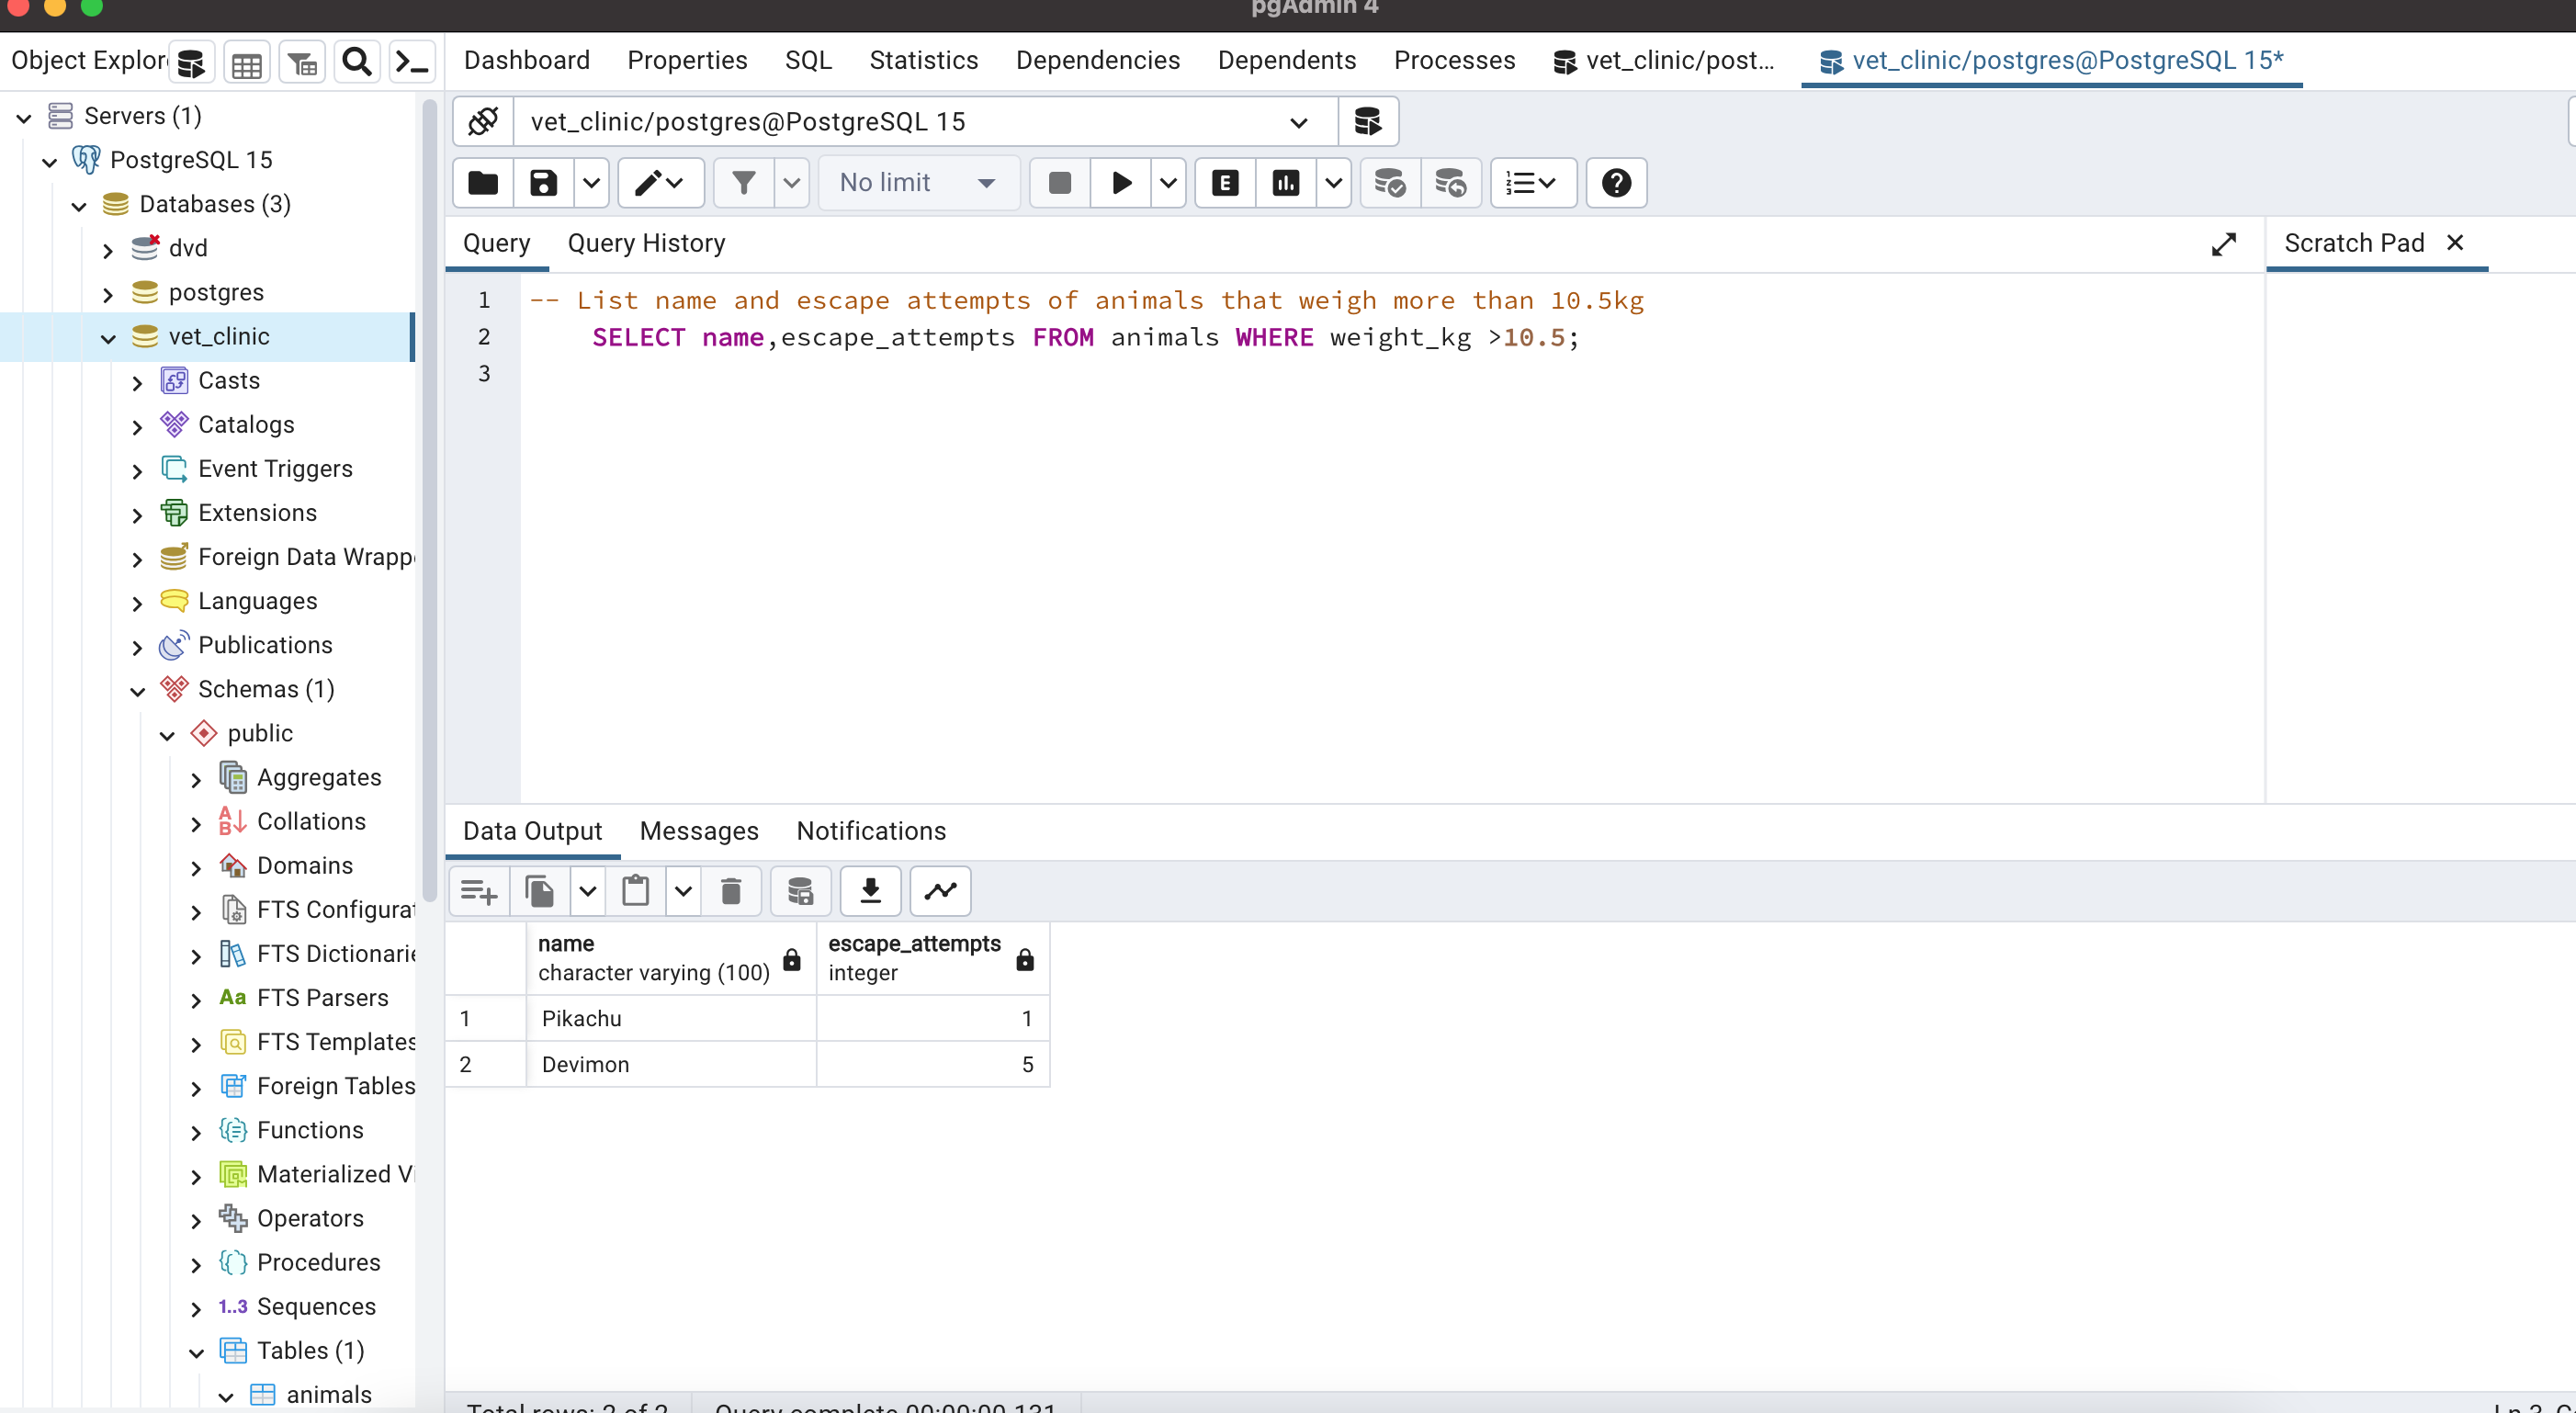 pgAdmin 4
Object Explor
Dashboard Properties SQL Statistics Dependencies Dependents Processes vet_clinic/post... vet_clinic/postgres@PostgreSQL 15*
Servers (1)
PostgreSQL 15
Databases (3)
dvd
postgres
vet_clinic
Casts
Catalogs
Event Triggers
Extensions
Foreign Data Wrapp
Languages
Publications
Schemas (1)
public
Aggregates
Collations
Domains
FTS Configurat
FTS Dictionarie
FTS Parsers
FTS Templates
Foreign Tables
Functions
Materialized Vi
Operators
Procedures
1..3 Sequences
Tables (1)
animals
vet_clinic/postgres@PostgreSQL 15
No limit
Query Query History
Scratch Pad
1 -- List name and escape attempts of animals that weigh more than 10.5kg
2 SELECT name,escape_attempts FROM animals WHERE weight_kg >10.5;
3
Data Output Messages Notifications
name escape_attempts
character varying (100) integer
1 Pikachu 1
2 Devimon 5
Total rows: 2 of 2 Query complete 00:00:00.131